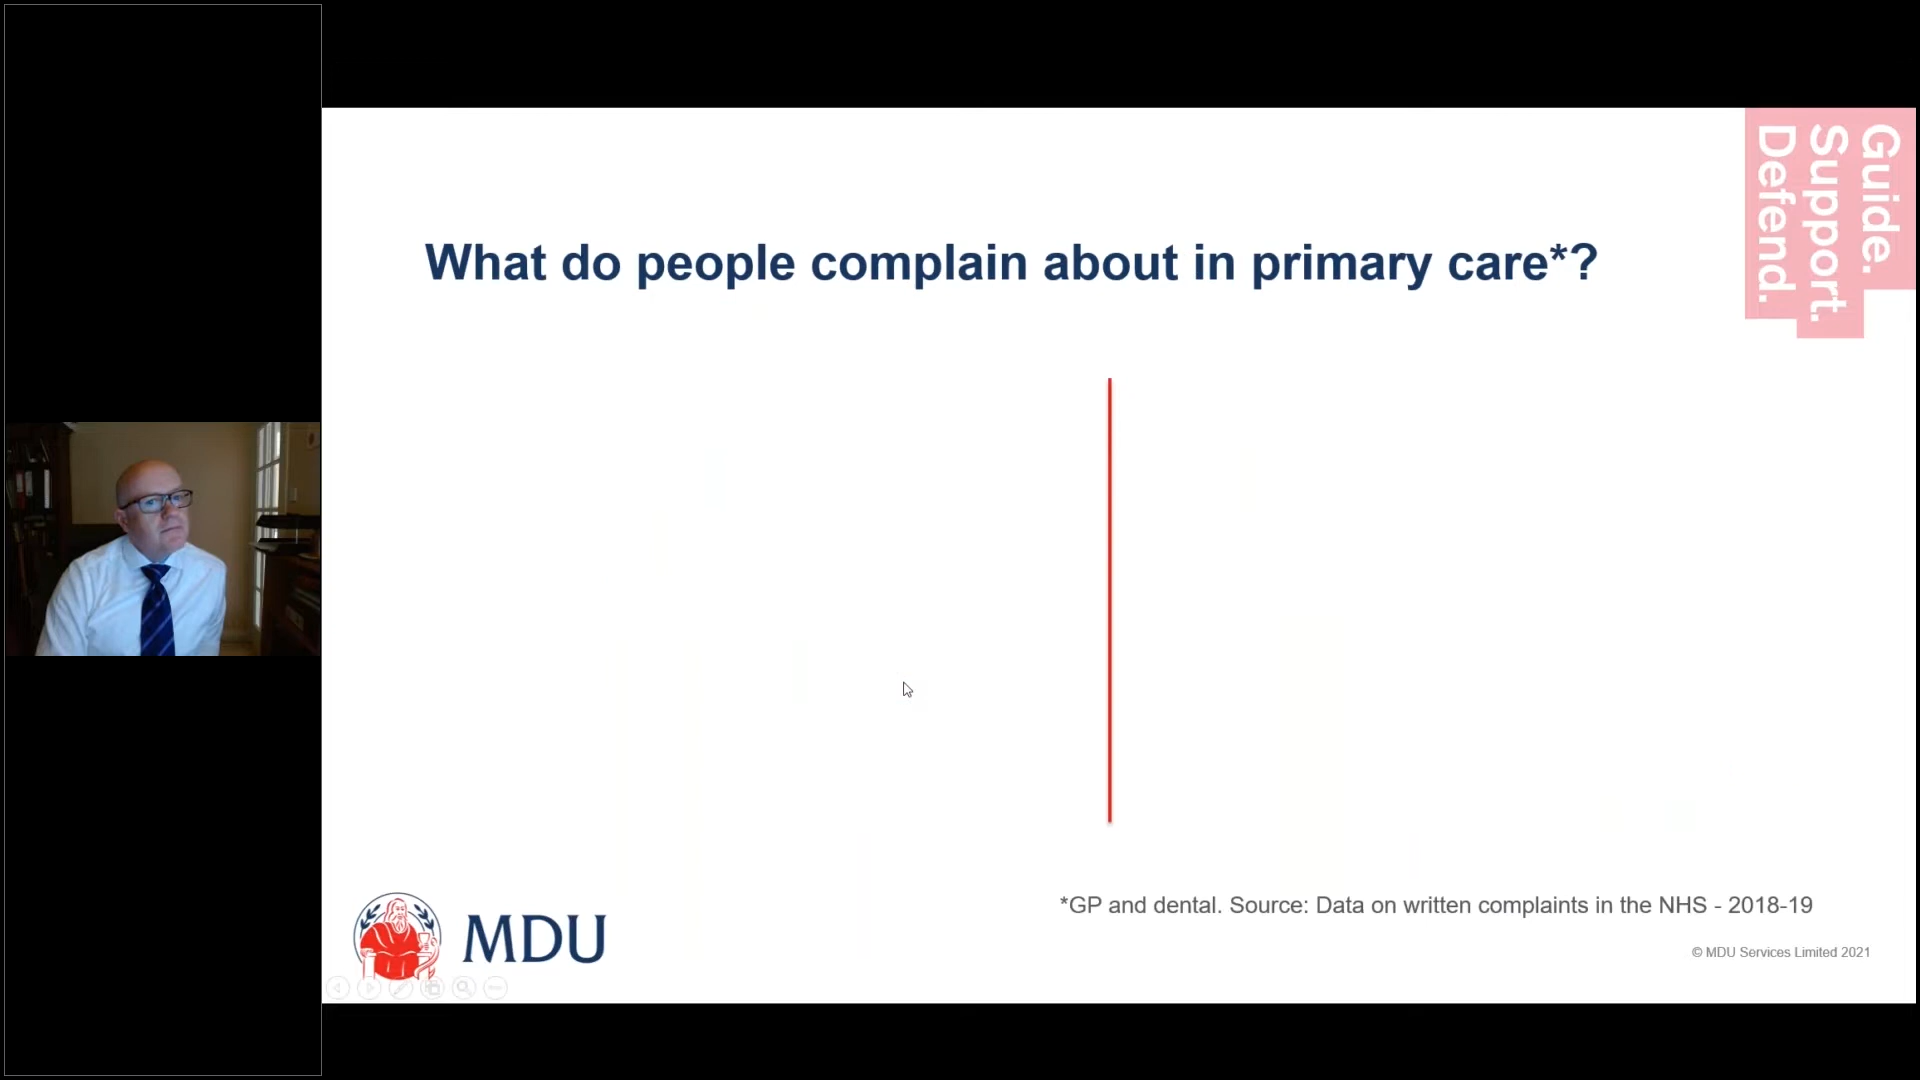 Guide.
Support.
Defend.
What do people complain about in primary care*?
*GP and dental. Source: Data on written complaints in the NHS - 2018-19
MDU
© MDU Services Limited 2021